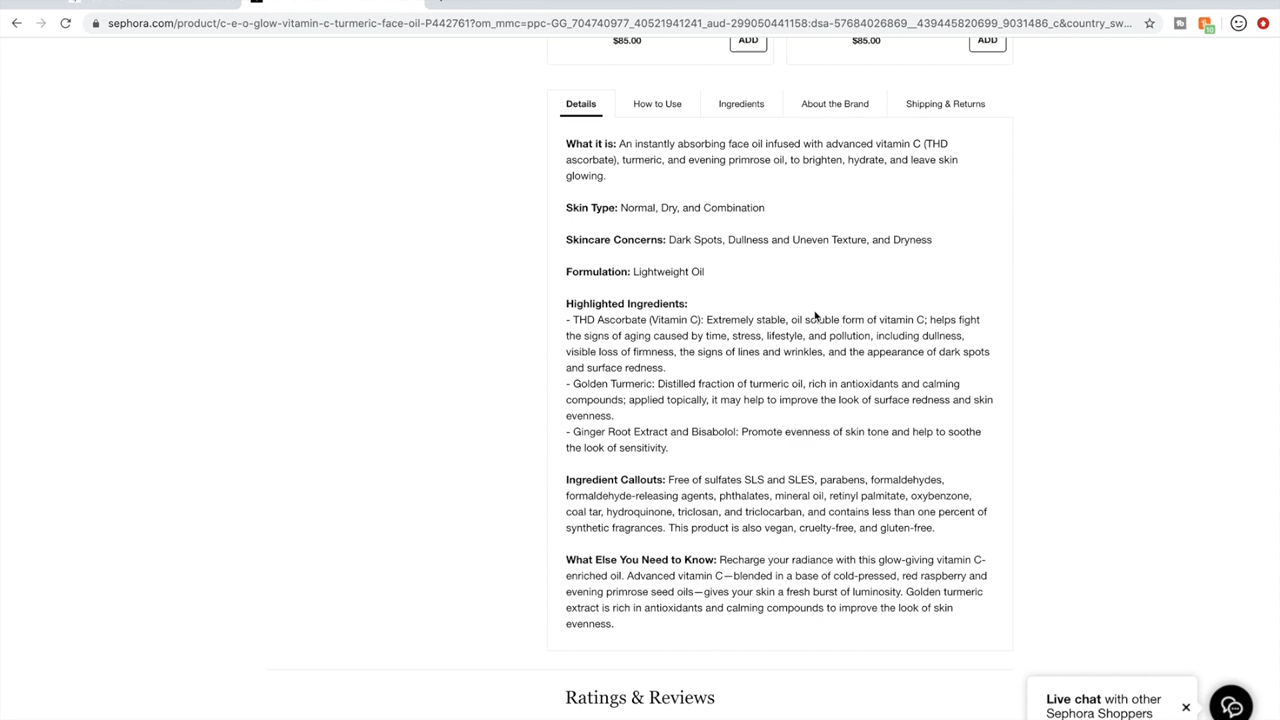 sephora.com/product/c-e-o-glow-vitamin-c-turmeric-face-oil-P442761?om_mmc=ppc-GG_704740977_40521941241_aud-299050441158:dsa-57684026869__439445820699_9031486_c&country_sw...
10
$85.00 ADD $85.00 ADD
Details How to Use Ingredients About the Brand Shipping & Returns
What it is: An instantly absorbing face oil infused with advanced vitamin C (THD
ascorbate), turmeric, and evening primrose oil, to brighten, hydrate, and leave skin
glowing.
Skin Type: Normal, Dry, and Combination
Skincare Concerns: Dark Spots, Dullness and Uneven Texture, and Dryness
Formulation: Lightweight Oil
Highlighted Ingredients:
- THD Ascorbate (Vitamin C): Extremely stable, oil soluble form of vitamin C; helps fight
the signs of aging caused by time, stress, lifestyle, and pollution, including dullness,
visible loss of firmness, the signs of lines and wrinkles, and the appearance of dark spots
and surface redness.
- Golden Turmeric: Distilled fraction of turmeric oil, rich in antioxidants and calming
compounds; applied topically, it may help to improve the look of surface redness and skin
evenness.
- Ginger Root Extract and Bisabolol: Promote evenness of skin tone and help to soothe
the look of sensitivity.
Ingredient Callouts: Free of sulfates SLS and SLES, parabens, formaldehydes,
formaldehyde-releasing agents, phthalates, mineral oil, retinyl palmitate, oxybenzone,
coal tar, hydroquinone, triclosan, and triclocarban, and contains less than one percent of
synthetic fragrances. This product is also vegan, cruelty-free, and gluten-free.
What Else You Need to Know: Recharge your radiance with this glow-giving vitamin C-
enriched oil. Advanced vitamin C—blended in a base of cold-pressed, red raspberry and
evening primrose seed oils—gives your skin a fresh burst of luminosity. Golden turmeric
extract is rich in antioxidants and calming compounds to improve the look of skin
evenness.
Ratings & Reviews
Live chat with other
Sephora Shoppers